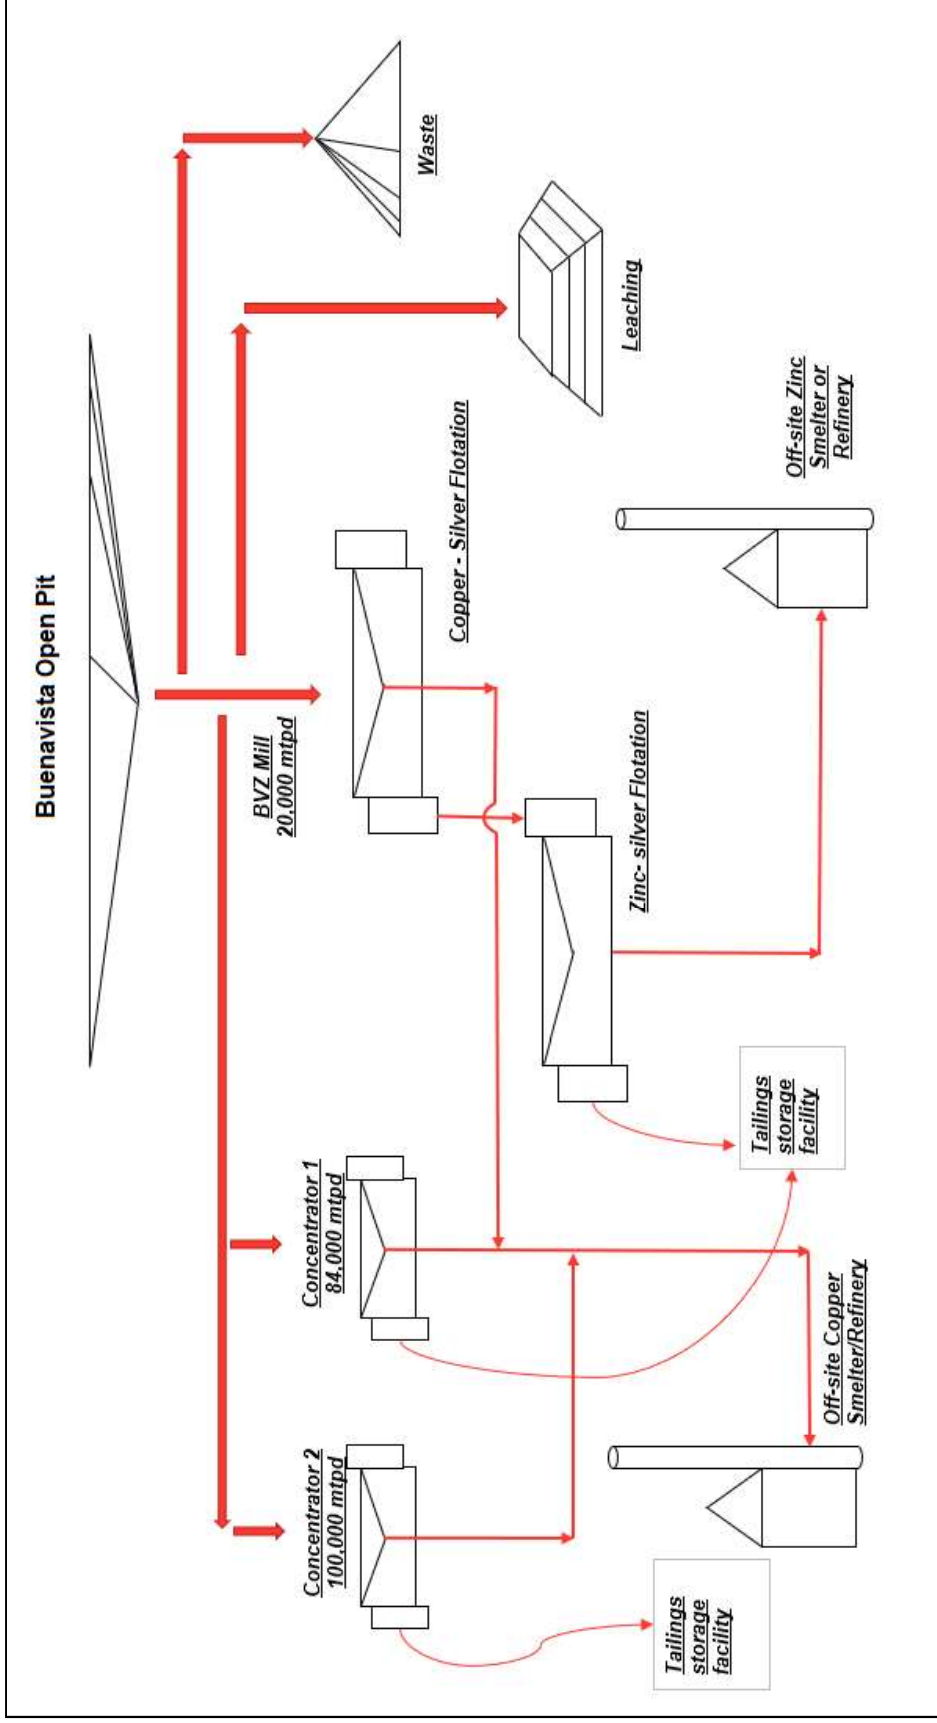 Buenavista Open Pit
BVZ Mill
20,000 mtpd
Concentrator 2
100,000 mtpd
Concentrator 1
84,000 mtpd
Waste
Copper - Silver Flotation
Leaching
Zinc- silver Flotation
Tailings
storage
facility
Tailings
storage
facility
Off-site Zinc
Smelter or
Refinery
Off-site Copper
Smelter/Refinery